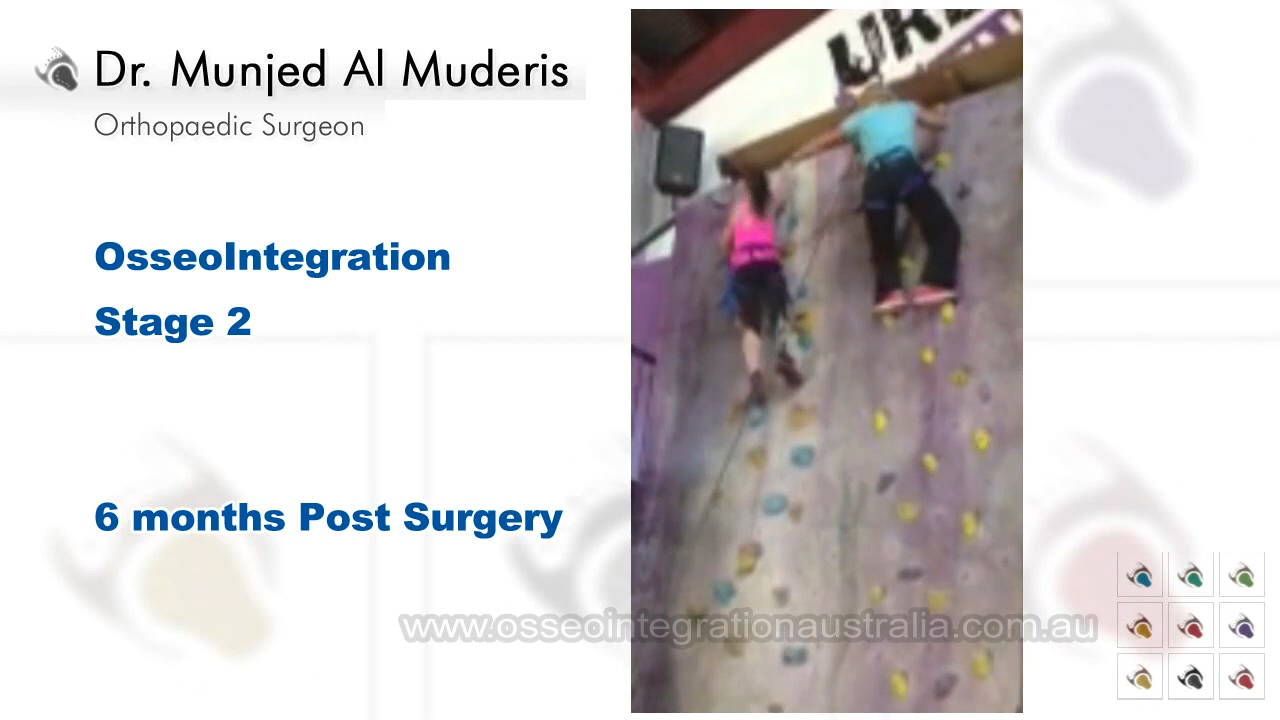 Dr. Munjed Al Muderis
Orthopaedic Surgeon
OsseoIntegration
Stage 2
6 months Post Surgery
www.osseointegrationaustralia.com.au